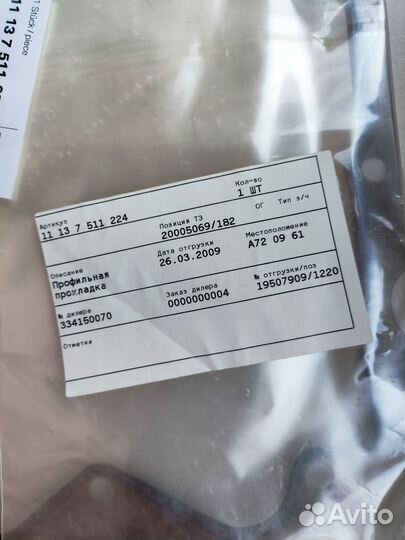 1 Stück / piece
11 13 7 511
Артикул
Кол-во
11 13 7 511 224
1 ШТ
Позиция ТЗ
ОГ Тип з/ч
20005069/182
Описание
Дата отгрузки
Местоположение
Профильная
26.03.2009
A72 09 61
прокладка
№ дилера
Заказ дилера
№ отгрузки/поз
334150070
0000000004
19507909/1220
Отметки
Avito